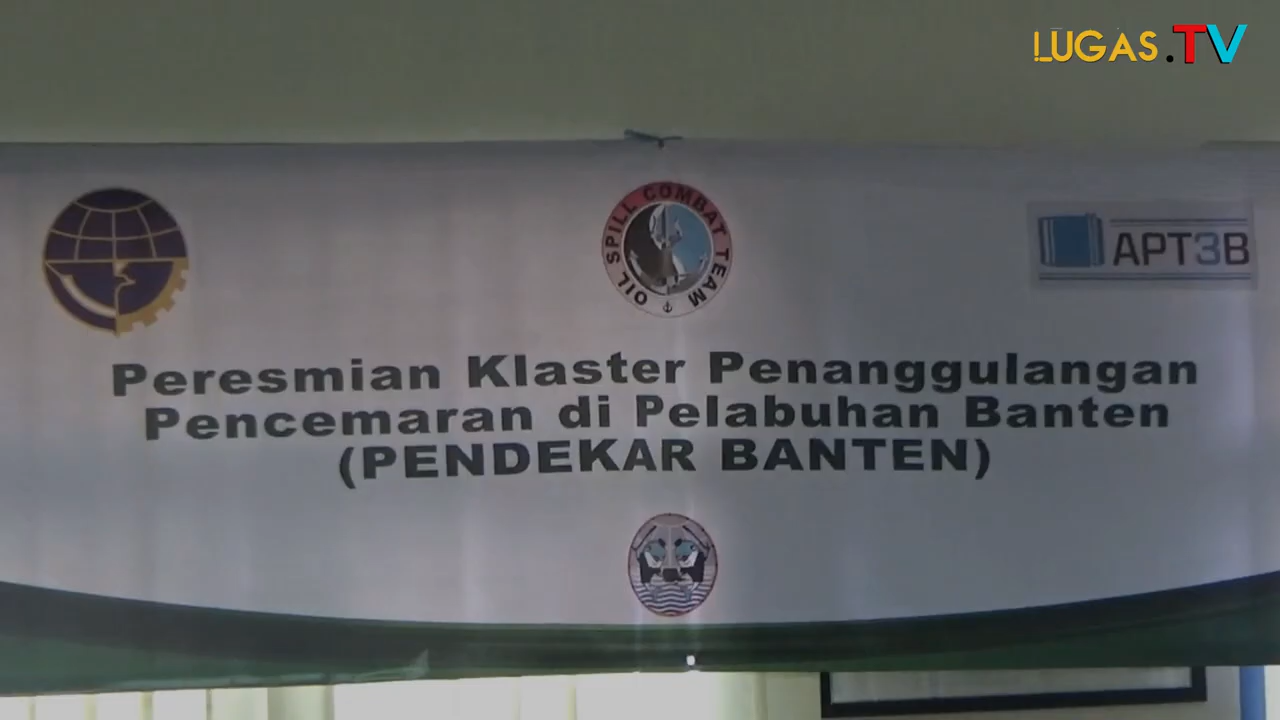 LUGAS.TV
OIL SPILL COMBAT TEAM
APT3B
Peresmian Klaster Penanggulangan
Pencemaran di Pelabuhan Banten
(PENDEKAR BANTEN)